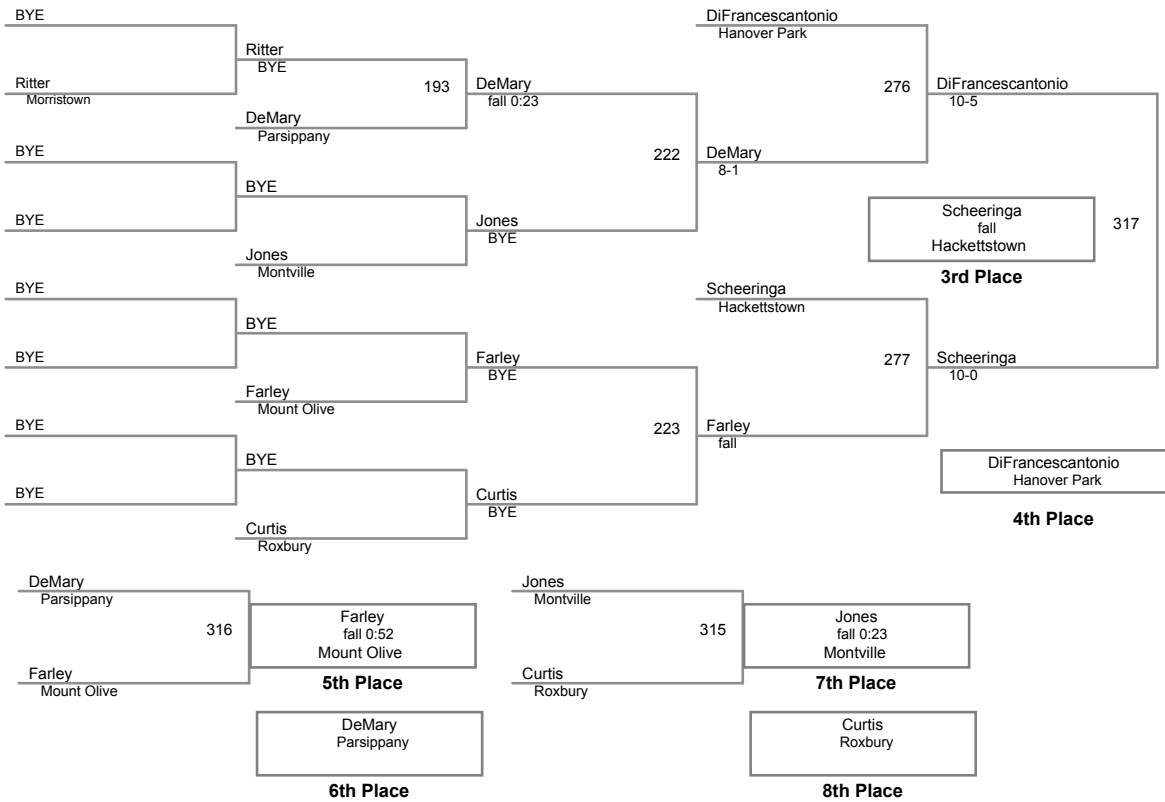 BYE
DiFrancescantonio
Hanover Park
Ritter
BYE
Ritter
Morristown
193
DeMary
fall 0:23
276
DiFrancescantonio
10-5
DeMary
Parsippany
BYE
222
DeMary
8-1
BYE
BYE
Jones
BYE
Scheeringa
fall
Hackettstown
317
3rd Place
Jones
Montville
BYE
Scheeringa
Hackettstown
BYE
BYE
Farley
BYE
277
Scheeringa
10-0
Farley
Mount Olive
BYE
223
Farley
fall
BYE
BYE
Curtis
BYE
DiFrancescantonio
Hanover Park
4th Place
Curtis
Roxbury
DeMary
Parsippany
316
Farley
fall 0:52
Mount Olive
Farley
Mount Olive
5th Place
DeMary
Parsippany
6th Place
Jones
Montville
315
Jones
fall 0:23
Montville
Curtis
Roxbury
7th Place
Curtis
Roxbury
8th Place